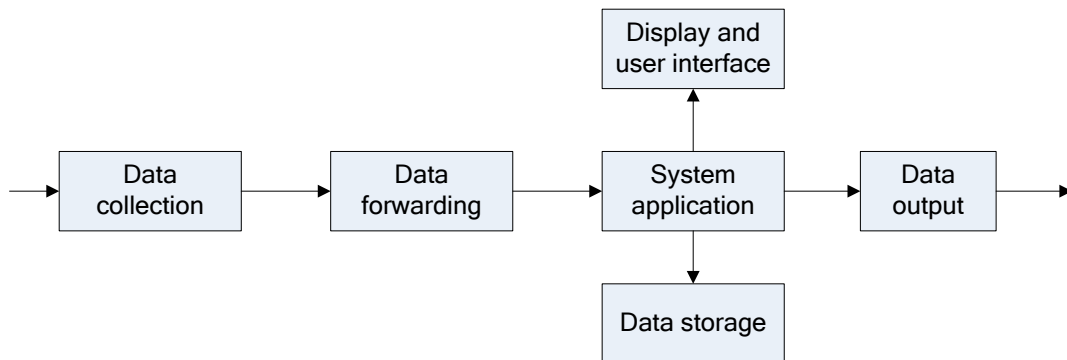 Display and
user interface
Data
collection
Data
forwarding
System
application
Data
output
Data storage